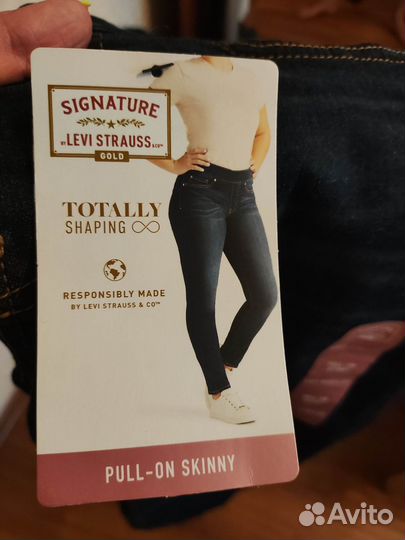 SIGNATURE
BY LEVI STRAUSS &CO™
GOLD
TOTALLY
SHAPING
RESPONSIBLY MADE
BY LEVI STRAUSS & CO™
PULL-ON SKINNY
Avito